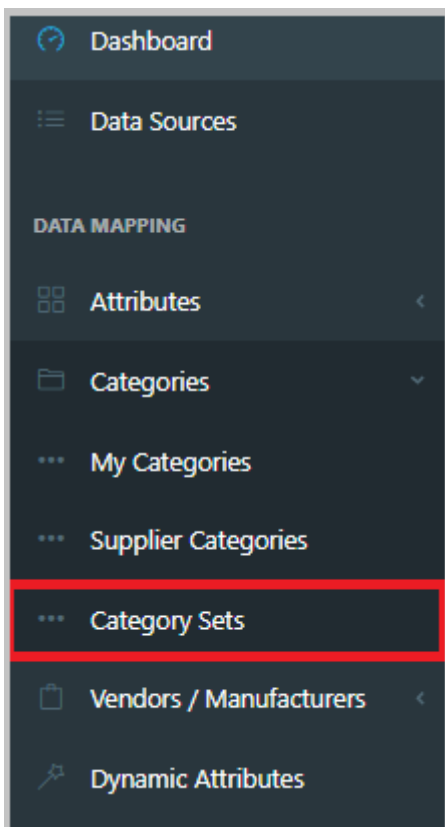 Dashboard
Data Sources
DATA MAPPING
Attributes
Categories
My Categories
Supplier Categories
Category Sets
Vendors / Manufacturers
Dynamic Attributes